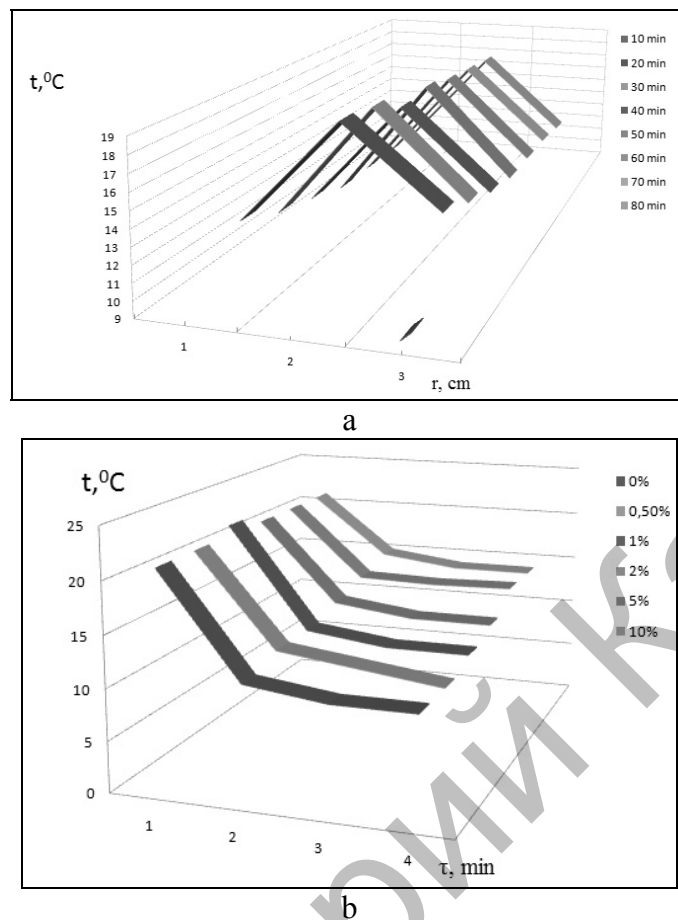 t,⁰C
19
18
17
16
15
14
13
12
11
10
9
1
2
3
r, cm
10 min
20 min
30 min
40 min
50 min
60 min
70 min
80 min
a
t,⁰C
25
20
15
10
5
0
1
2
3
4
τ, min
0%
0,50%
1%
2%
5%
10%
b
рий К